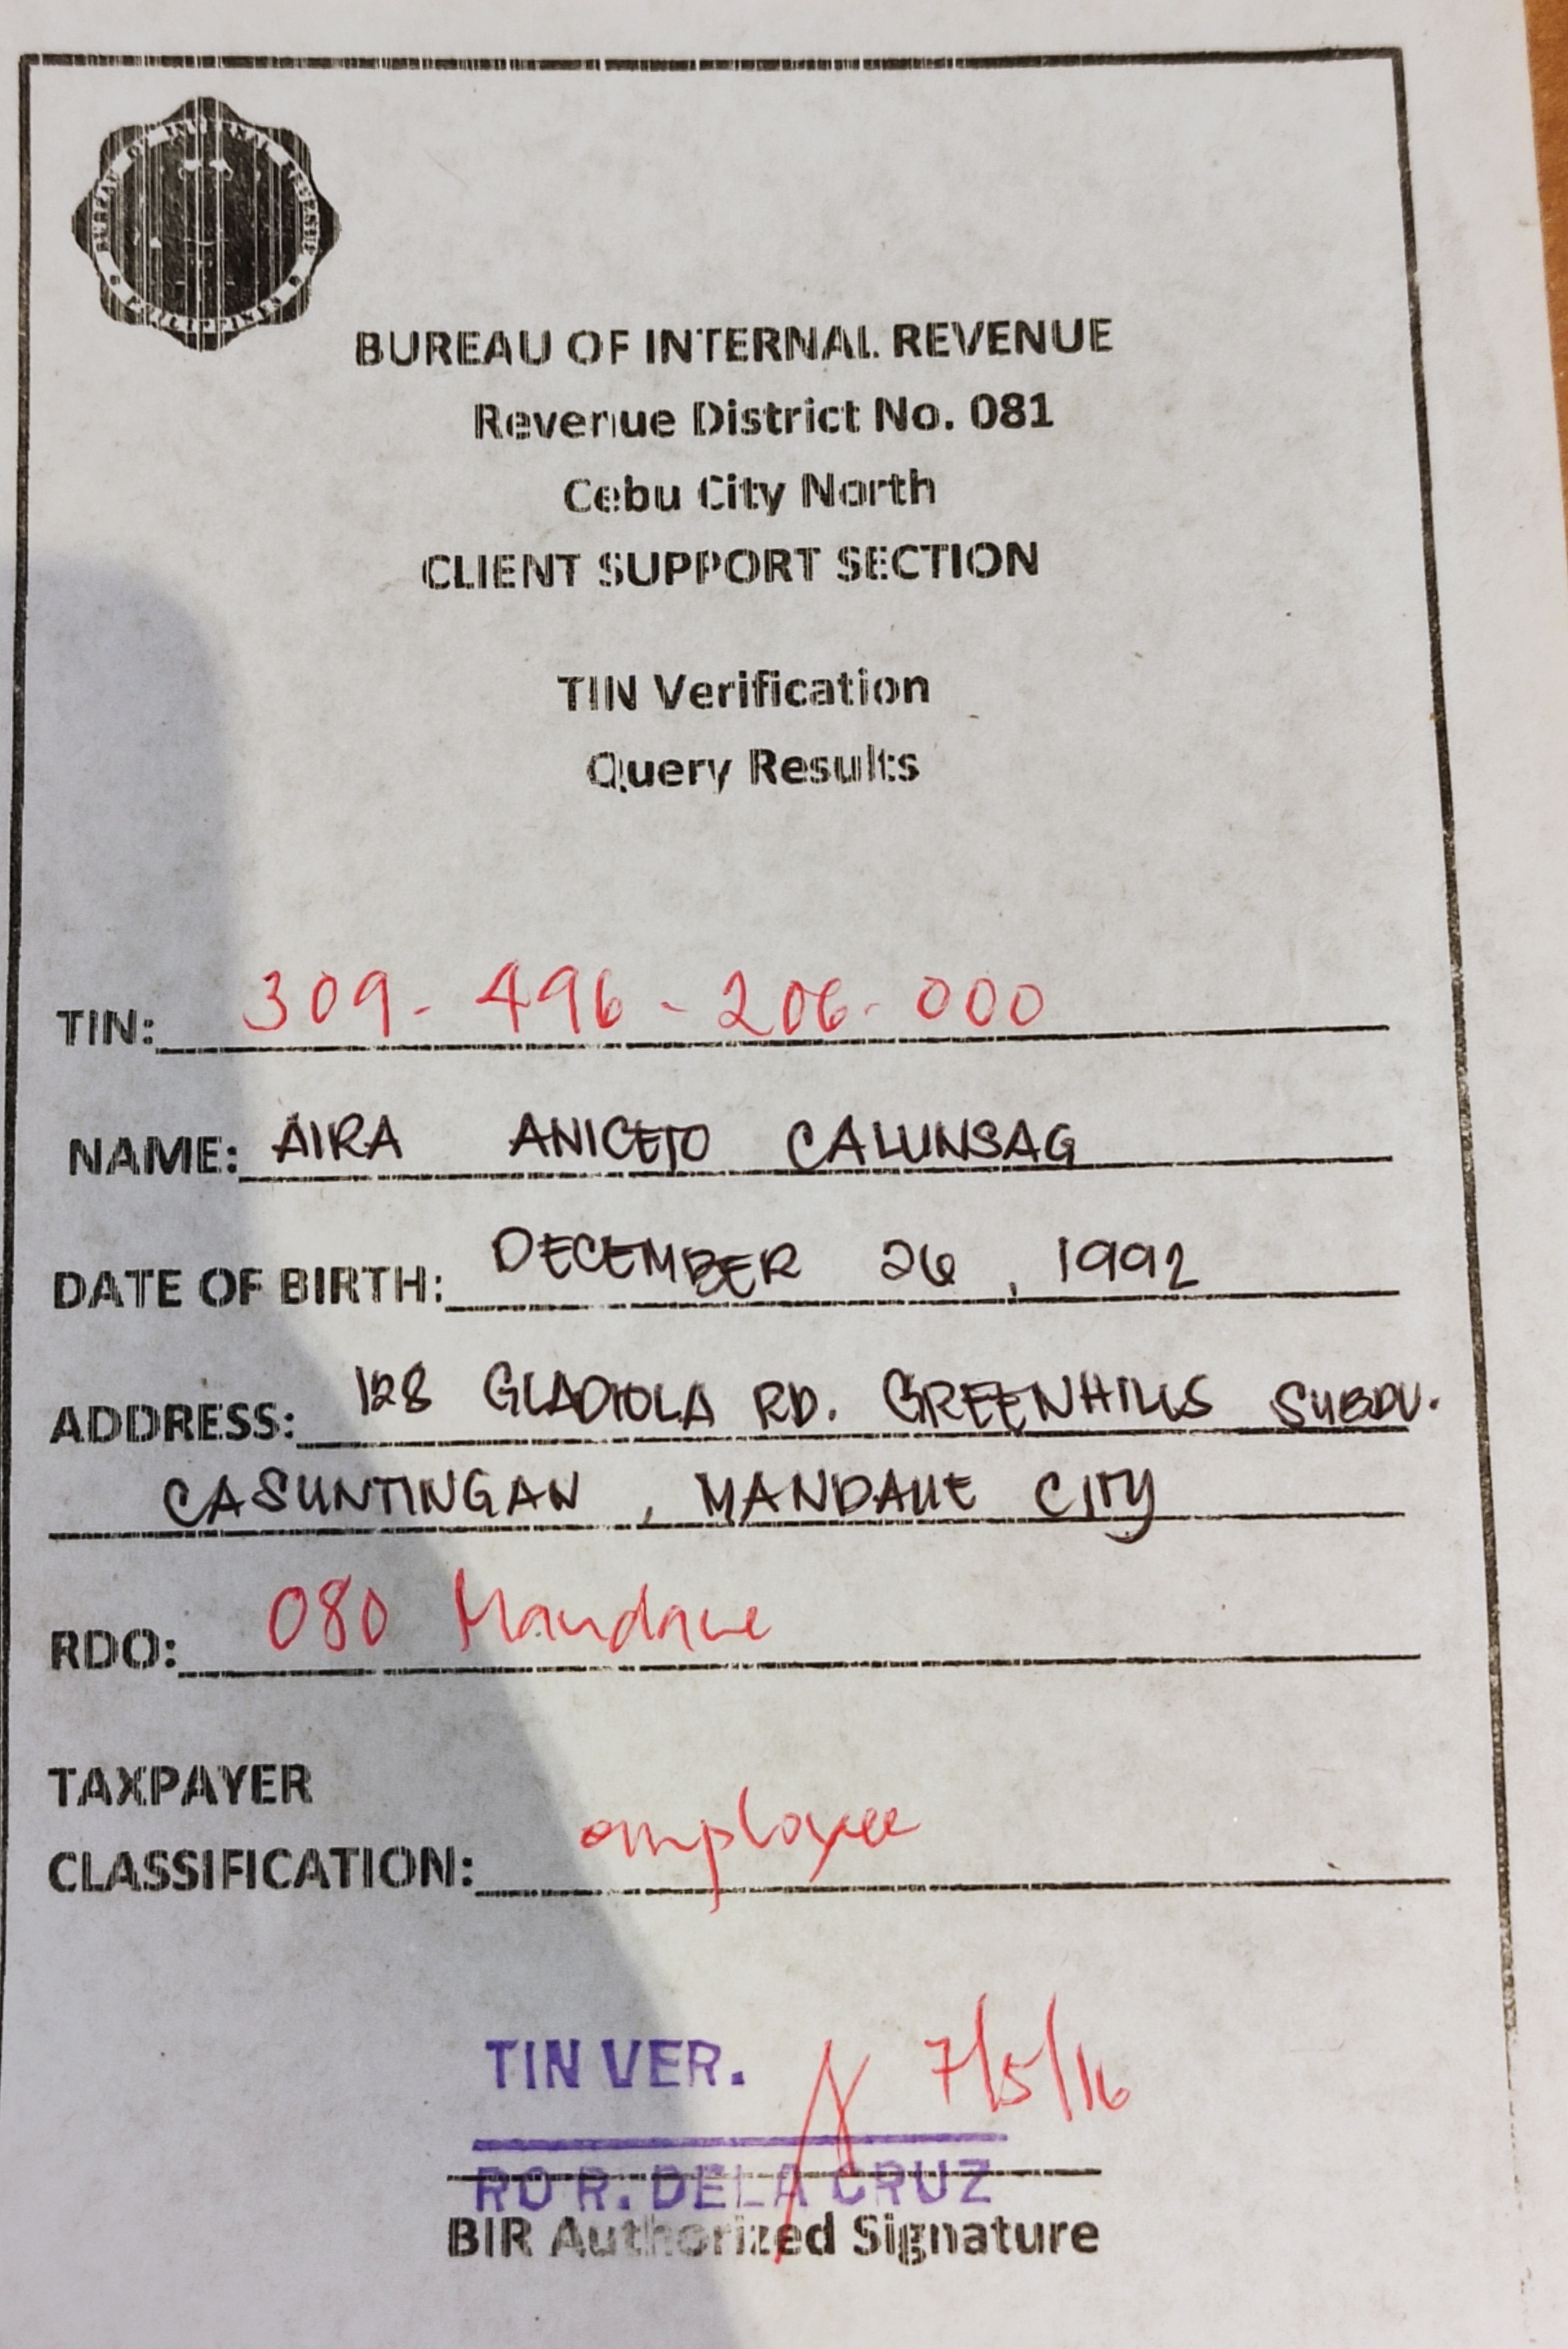 BUREAU OF INTERNAL REVENUE
Revenue District No. 081
Cebu City North
CLIENT SUPPORT SECTION
TIN Verification
Query Results
TIN: 309-496-206-000
NAME: AIRA ANICETO CALUNSAG
DATE OF BIRTH: DECEMBER 26, 1992
ADDRESS: 128 GLADIOLA RD. GREENHILLS SUBDV.
CASUNTINGAN, MANDAUE CITY
RDO: 080 Mandaue
TAXPAYER
CLASSIFICATION: employee
TIN VER. 7/5/16
RO R. DELA CRUZ
BIR Authorized Signature